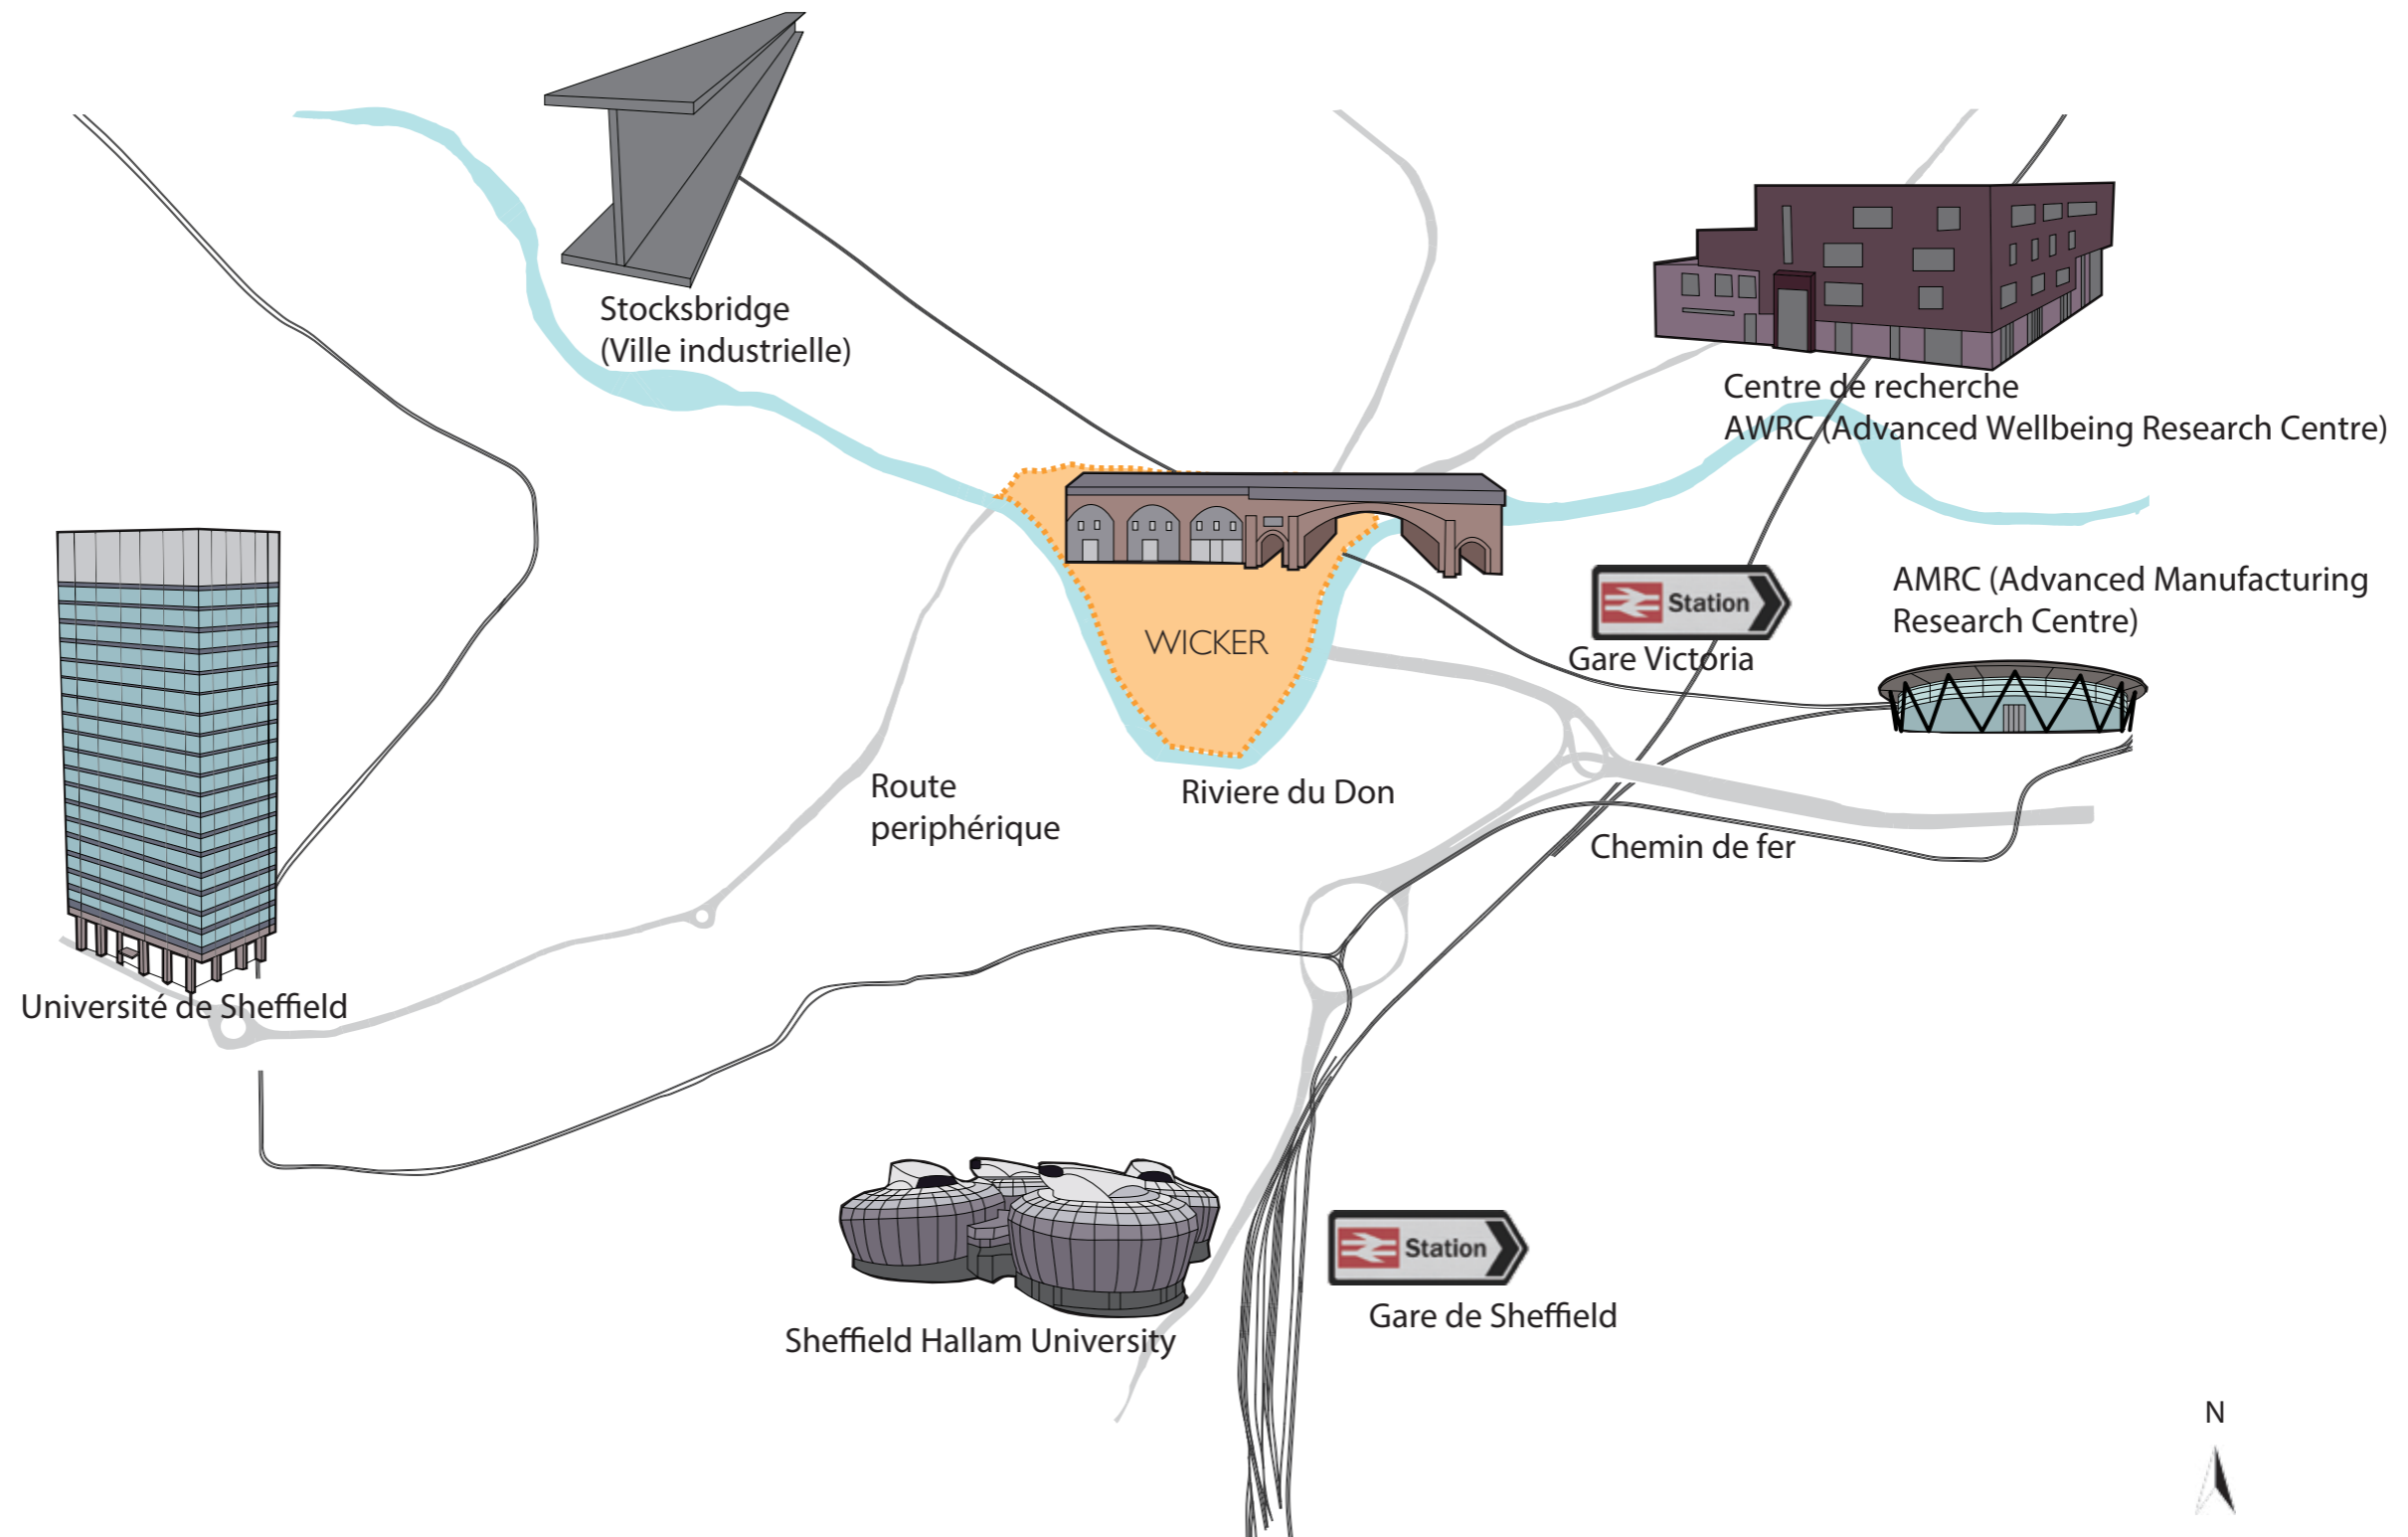 Stocksbridge
(Ville industrielle)
Centre de recherche
AWRC (Advanced Wellbeing Research Centre)
Station
Gare Victoria
AMRC (Advanced Manufacturing
Research Centre)
WICKER
Route
periphérique
Riviere du Don
Chemin de fer
Université de Sheffield
Station
Gare de Sheffield
Sheffield Hallam University
N